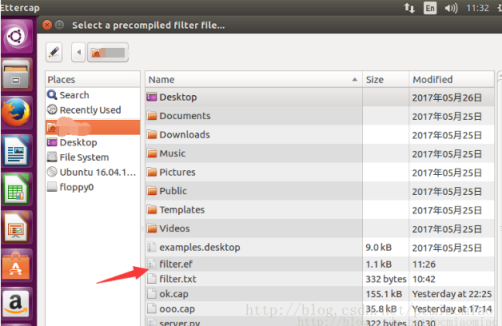 Ettercap
En
11:32
Select a precompiled filter file...
Places
Name
Size
Modified
Search
Desktop
2017年05月26日
Recently Used
Documents
2017年05月25日
Downloads
2017年05月25日
Desktop
Music
2017年05月25日
File System
Pictures
2017年05月25日
Ubuntu 16.04.1...
Public
2017年05月25日
floppy0
Templates
2017年05月25日
Videos
2017年05月25日
examples.desktop
9.0 kB
2017年05月25日
filter.ef
1.1 kB
11:26
filter.txt
332 bytes
10:42
ok.cap
155.1 kB
Yesterday at 22:25
ooo.cap
35.8 kB
Yesterday at 17:14
server.py
322 bytes
10:30